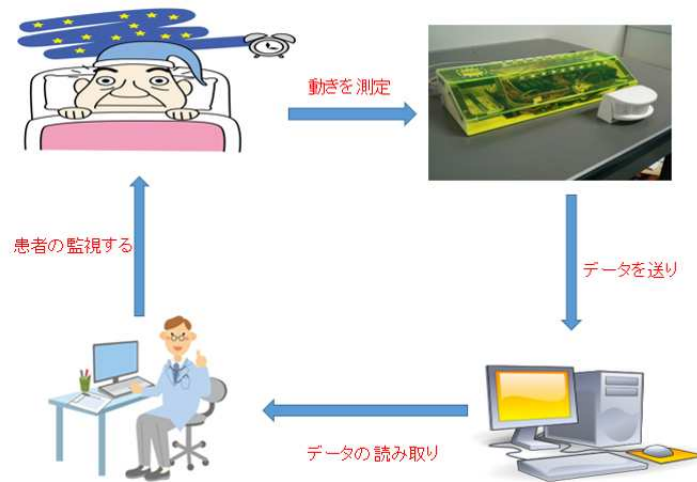 動きを測定
データを送り
患者の監視する
データの読み取り